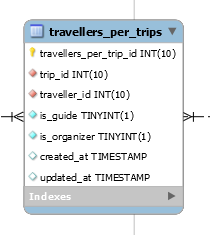 travellers_per_trips
travellers_per_trip_id INT(10)
trip_id INT(10)
traveller_id INT(10)
is_guide TINYINT(1)
is_organizer TINYINT(1)
created_at TIMESTAMP
updated_at TIMESTAMP
Indexes